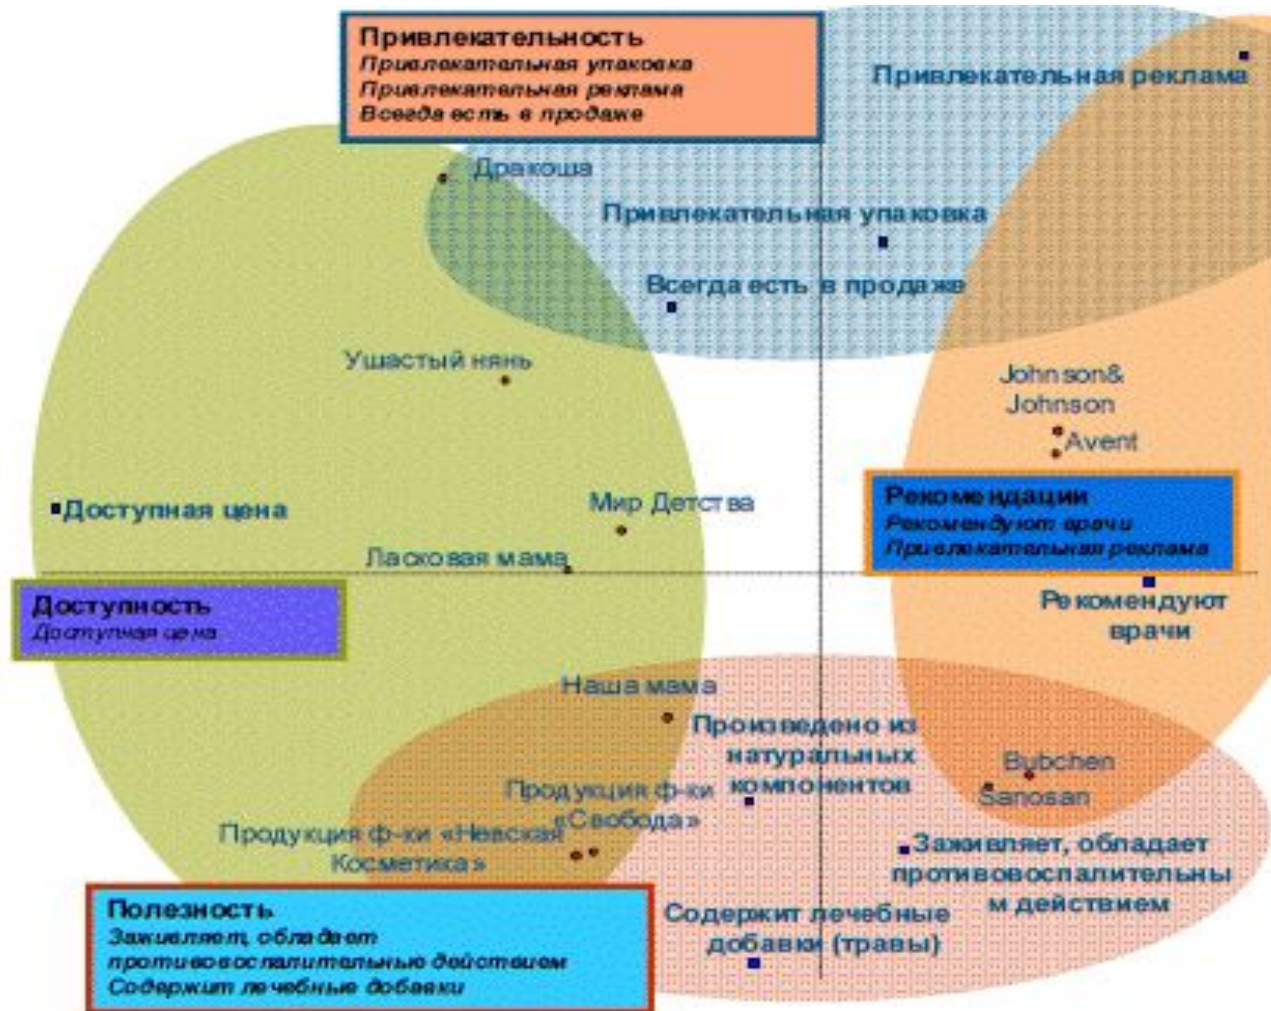 Привлекательность
Привлекательная упаковка
Привлекательная реклама
Всегда есть в продаже
Привлекательная реклама
Дракоша
Привлекательная упаковка
Всегда есть в продаже
Ушастый нянь
Johnson&
Johnson
Avent
Рекомендации
Рекомендуют врачи
Привлекательная реклама
Мир Детства
Доступная цена
Ласковая мама
Доступность
Доступная цена
Рекомендуют
врачи
Наша мама
Произведено из
натуральных
компонентов
Bubchen
Sanosan
Продукция ф-ки
«Свобода»
Продукция ф-ки «Невская
Косметика»
Заживляет, обладает
противовоспалительны
м действием
Полезность
Заживляет, обладает
противовоспалительные действием
Содержит лечебные добавки
Содержит лечебные
добавки (травы)